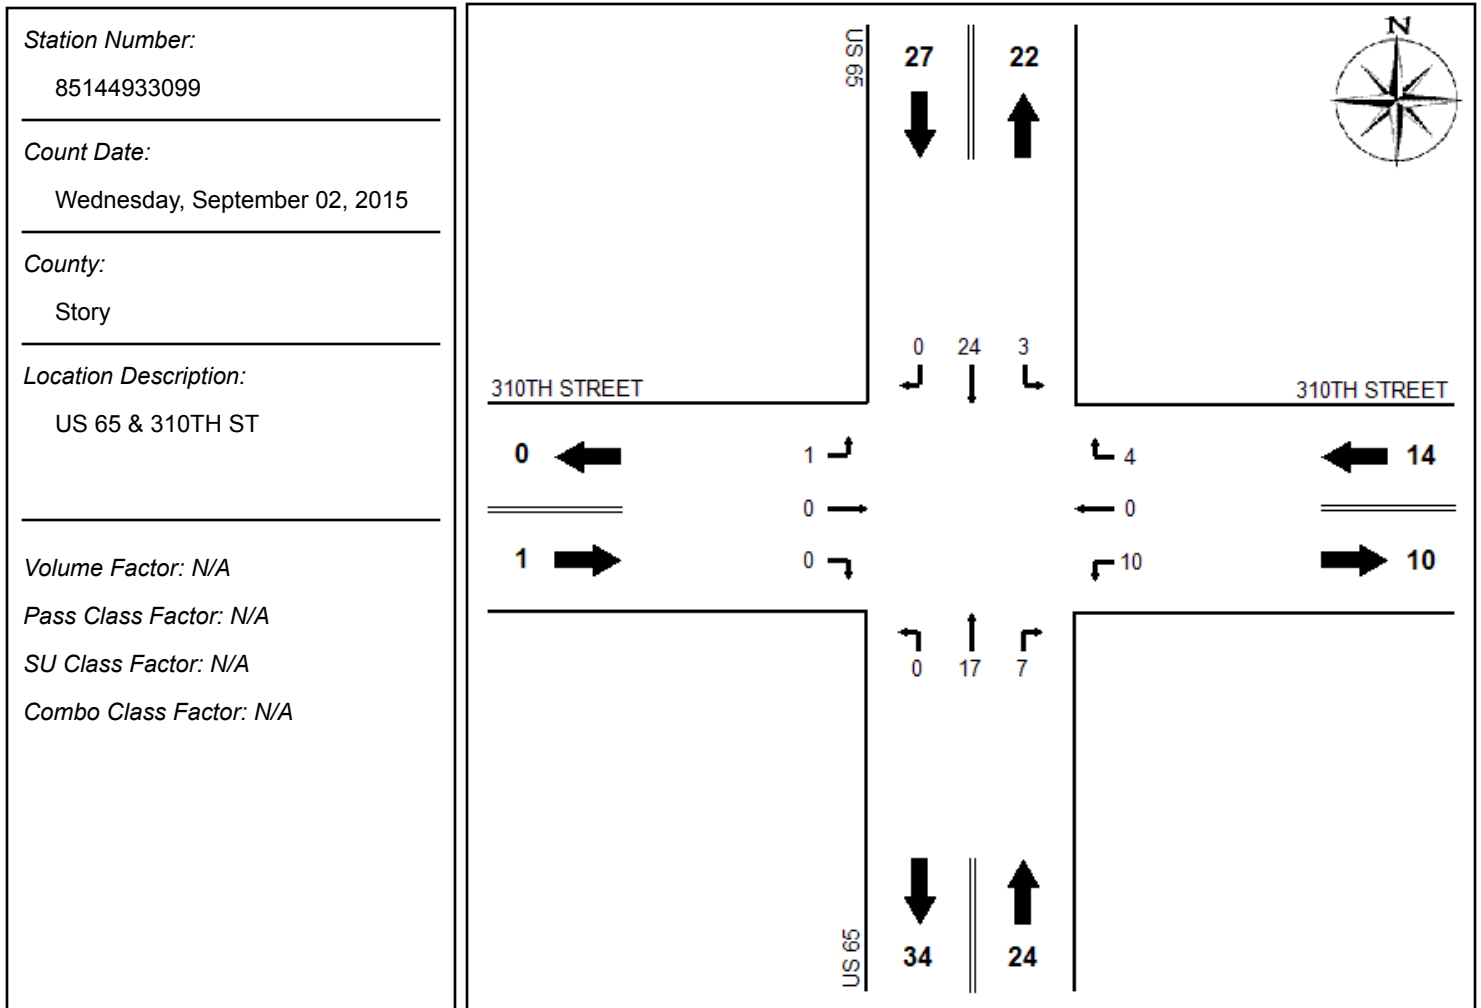 Station Number:
85144933099
Count Date:
Wednesday, September 02, 2015
County:
Story
Location Description:
US 65 & 310TH ST
Volume Factor: N/A
Pass Class Factor: N/A
SU Class Factor: N/A
Combo Class Factor: N/A
N
US 65
27
22
0 24 3
310TH STREET
310TH STREET
0
1
4
14
0
0
1
0
10
10
0 17 7
US 65
34
24